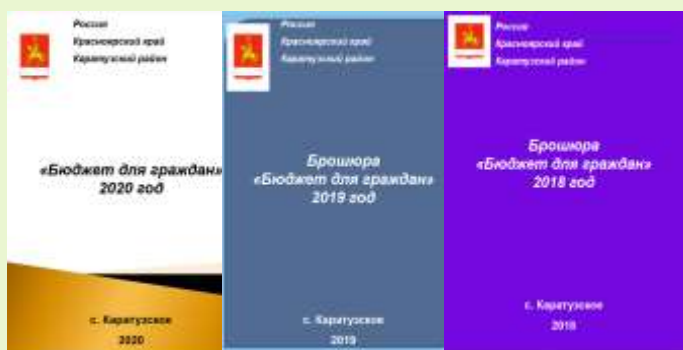 Россия
Красноярский край
Каратузский район
«Бюджет для граждан»
2020 год
с. Каратузское
2020
Россия
Красноярский край
Каратузский район
Брошюра
«Бюджет для граждан»
2019 год
с. Каратузское
2019
Россия
Красноярский край
Каратузский район
Брошюра
«Бюджет для граждан»
2018 год
с. Каратузское
2018